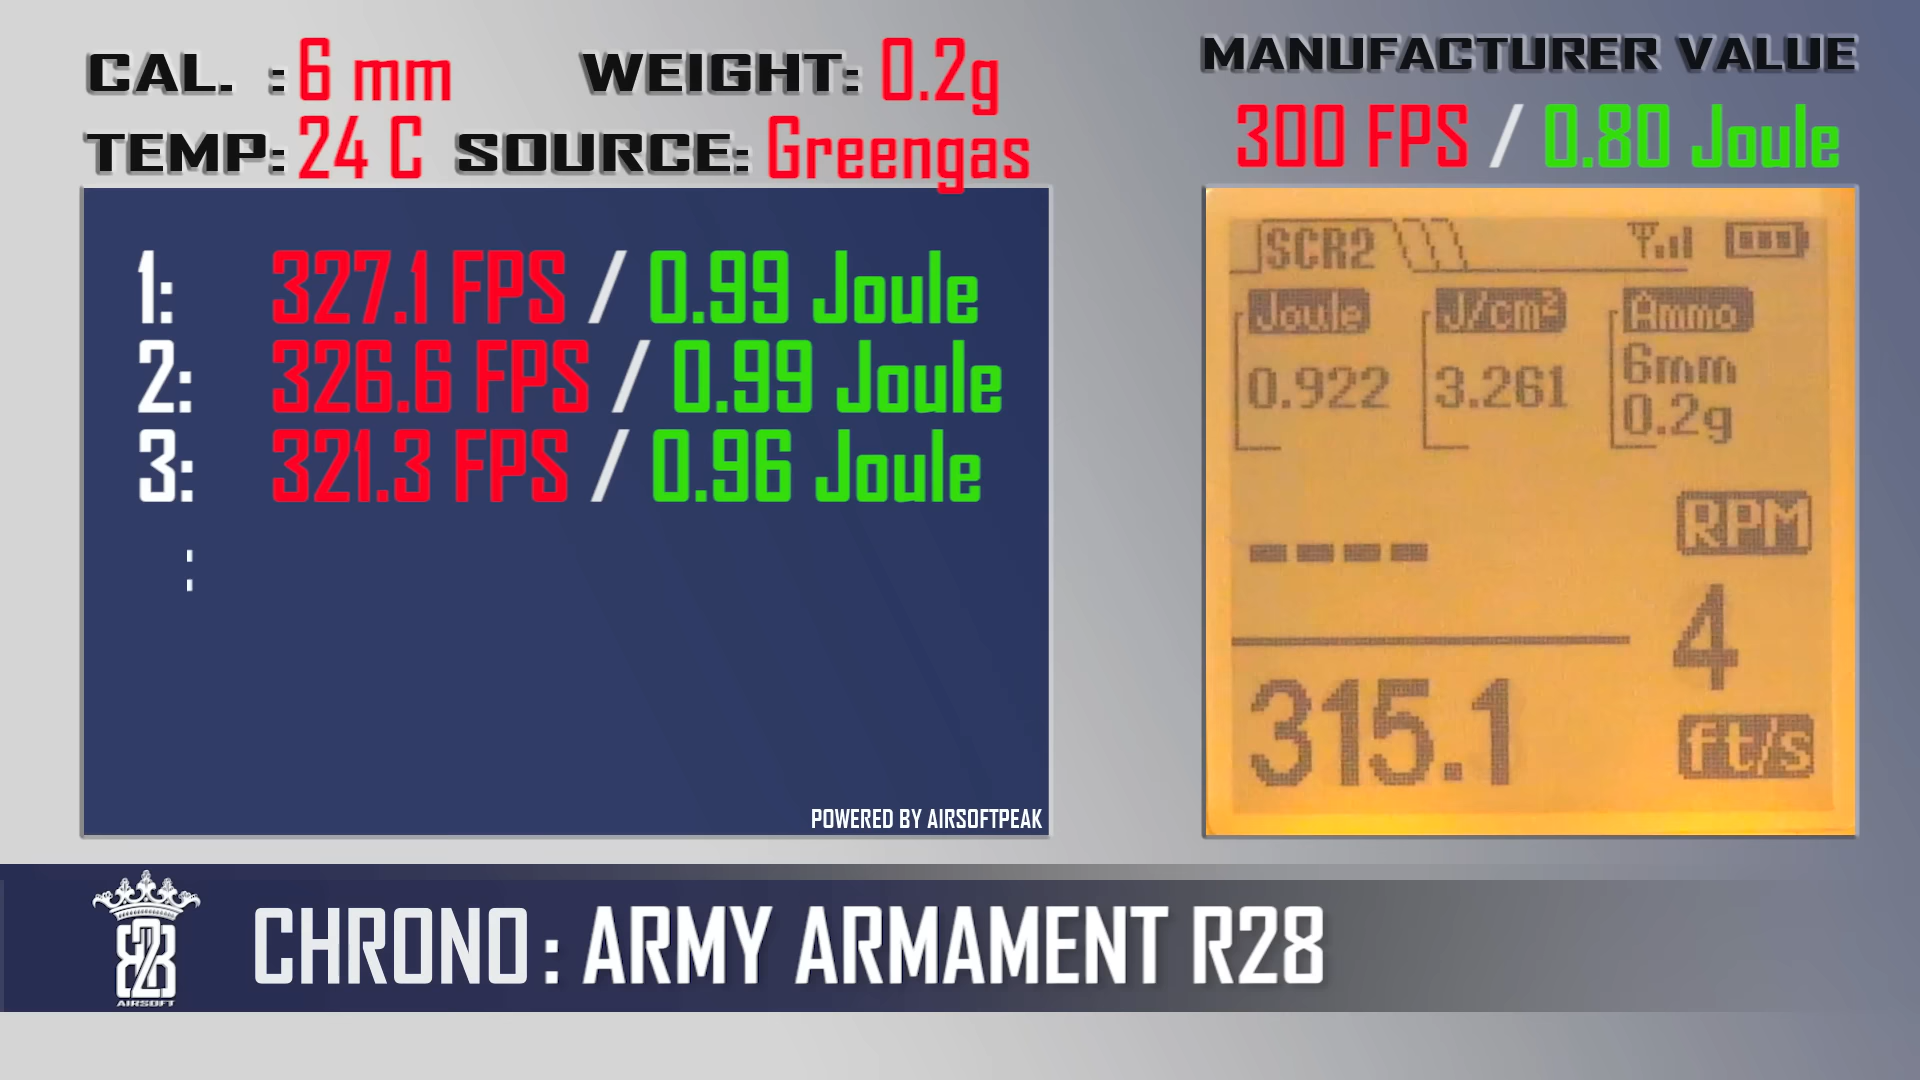 CAL. : 6 mm WEIGHT: 0.2g
TEMP: 24 C SOURCE: Greengas
MANUFACTURER VALUE
300 FPS / 0.80 Joule
1: 327.1 FPS / 0.99 Joule
2: 326.6 FPS / 0.99 Joule
3: 321.3 FPS / 0.96 Joule
:
POWERED BY AIRSOFTPEAK
SCR2
Joule J/cm² Ammo
0.922 3.261 6mm
0.2g
----
RPM
4
315.1 ft/s
AIRSOFT
CHRONO : ARMY ARMAMENT R28